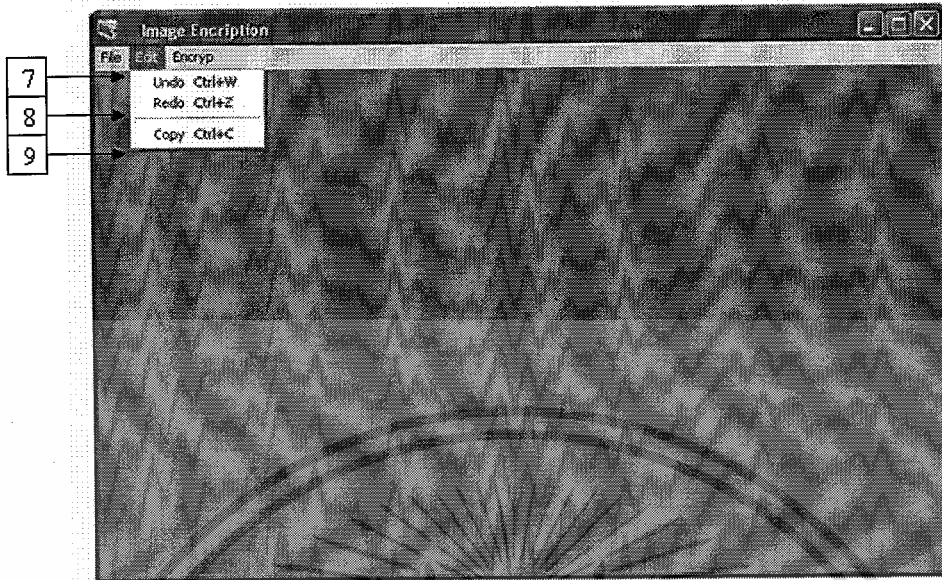 Image Encription
File Edit Encryp
7
Undo Ctrl+W
Redo Ctrl+Z
8
Copy Ctrl+C
9